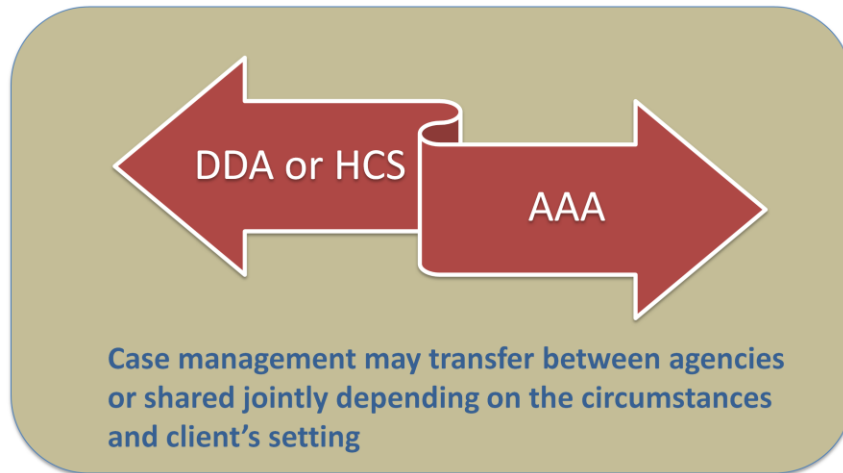 DDA or HCS
AAA
Case management may transfer between agencies
or shared jointly depending on the circumstances
and client's setting